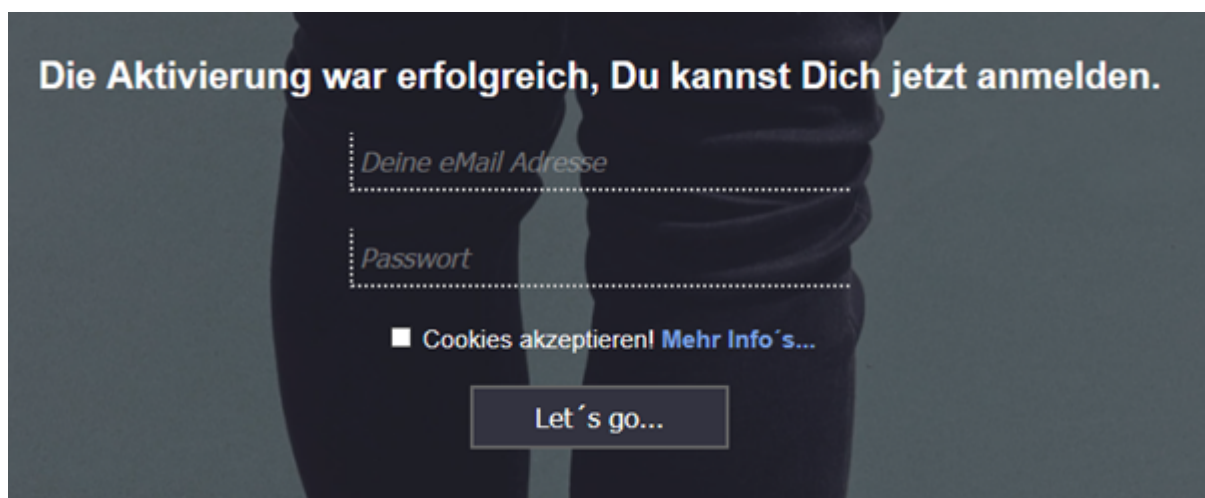 Die Aktivierung war erfolgreich, Du kannst Dich jetzt anmelden.
Deine eMail Adresse
Passwort
Cookies akzeptieren! Mehr Info´s...
Let´s go...